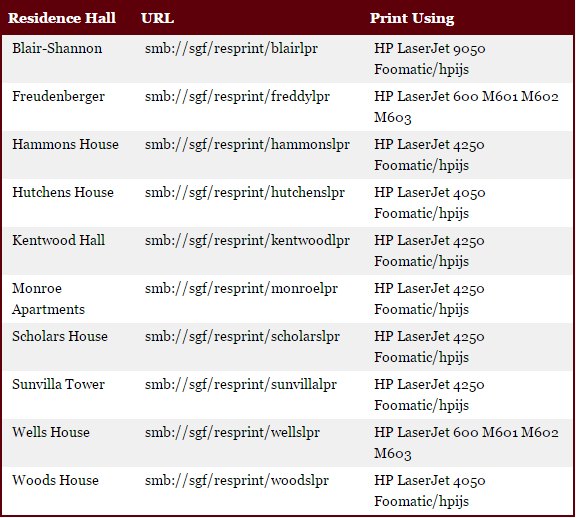 Residence Hall URL Print Using
Blair-Shannon smb://sgf/resprint/blairlpr HP LaserJet 9050
Foomatic/hpijs
Freudenberger smb://sgf/resprint/freddylpr HP LaserJet 600 M601 M602
M603
Hammons House smb://sgf/resprint/hammonslpr HP LaserJet 4250
Foomatic/hpijs
Hutchens House smb://sgf/resprint/hutchenslpr HP LaserJet 4050
Foomatic/hpijs
Kentwood Hall smb://sgf/resprint/kentwoodlpr HP LaserJet 4250
Foomatic/hpijs
Monroe smb://sgf/resprint/monroelpr HP LaserJet 4250
Apartments Foomatic/hpijs
Scholars House smb://sgf/resprint/scholarslpr HP LaserJet 4250
Foomatic/hpijs
Sunvilla Tower smb://sgf/resprint/sunvillalpr HP LaserJet 4250
Foomatic/hpijs
Wells House smb://sgf/resprint/wellslpr HP LaserJet 600 M601 M602
M603
Woods House smb://sgf/resprint/woodslpr HP LaserJet 4050
Foomatic/hpijs